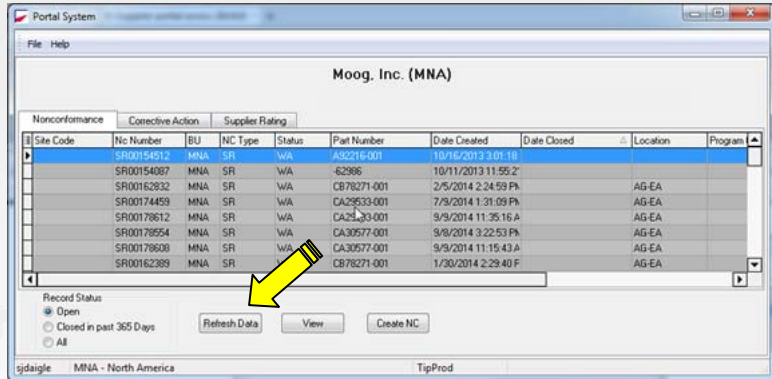 Portal System
File Help
Moog, Inc. (MNA)
Nonconformance Corrective Action Supplier Rating
Site Code Nc Number BU NC Type Status Part Number Date Created Date Closed Location Program
SR00154512 MNA SR WA A92216-001 10/16/2013 3:01:18
SR00154087 MNA SR WA -62986 10/11/2013 11:55:2
SR00162832 MNA SR WA CB78271-001 2/5/2014 2:24:59 PM AG-EA
SR00174459 MNA SR WA CA29533-001 7/9/2014 1:31:09 PM AG-EA
SR00178612 MNA SR WA 9/9/2014 11:35:16 A AG-EA
SR00178554 MNA SR WA CA30577-001 9/8/2014 3:22:53 PM AG-EA
SR00178608 MNA SR WA CA30577-001 9/9/2014 11:15:43 A AG-EA
SR00162389 MNA SR CB78271-001 1/30/2014 2:29:40 F AG-EA
Record Status
Open
Closed in past 365 Days
All
Refresh Data View Create NC
sjdaigle MNA - North America TipProd